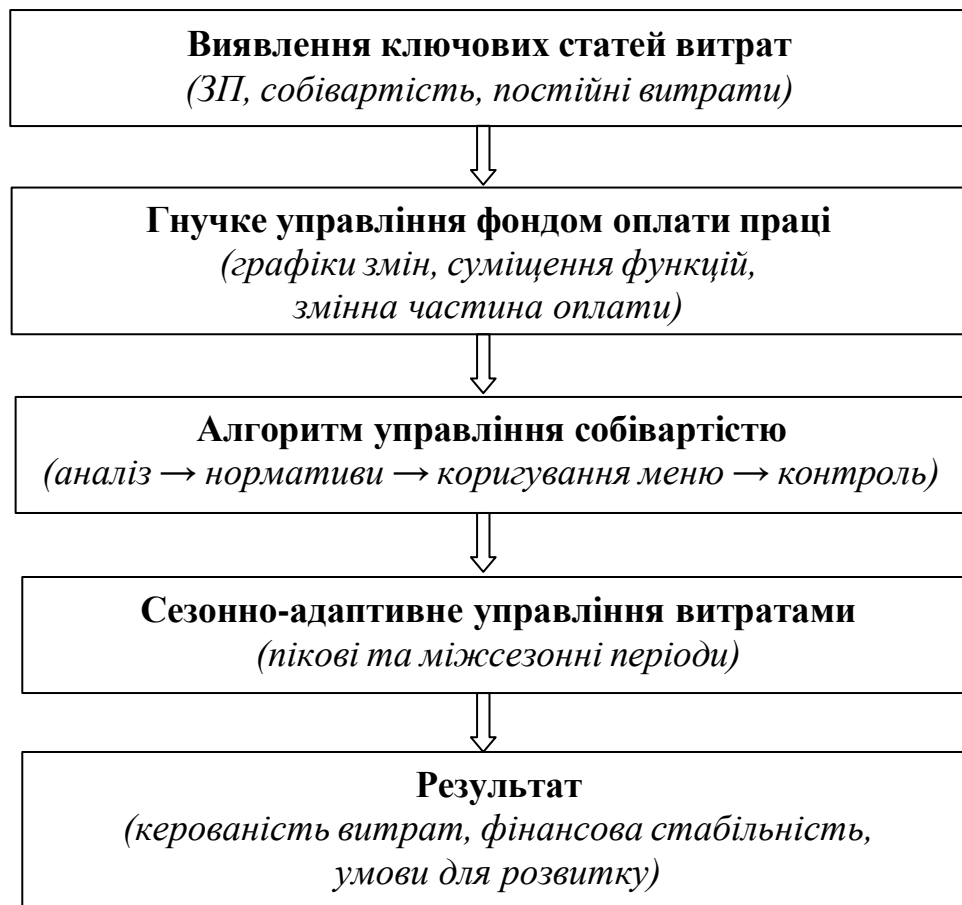 Виявлення ключових статей витрат
(ЗП, собівартість, постійні витрати)
Гнучке управління фондом оплати праці
(графіки змін, суміщення функцій,
змінна частина оплати)
Алгоритм управління собівартістю
(аналіз → нормативи → коригування меню → контроль)
Сезонно-адаптивне управління витратами
(пікові та міжсезонні періоди)
Результат
(керованість витрат, фінансова стабільність,
умови для розвитку)